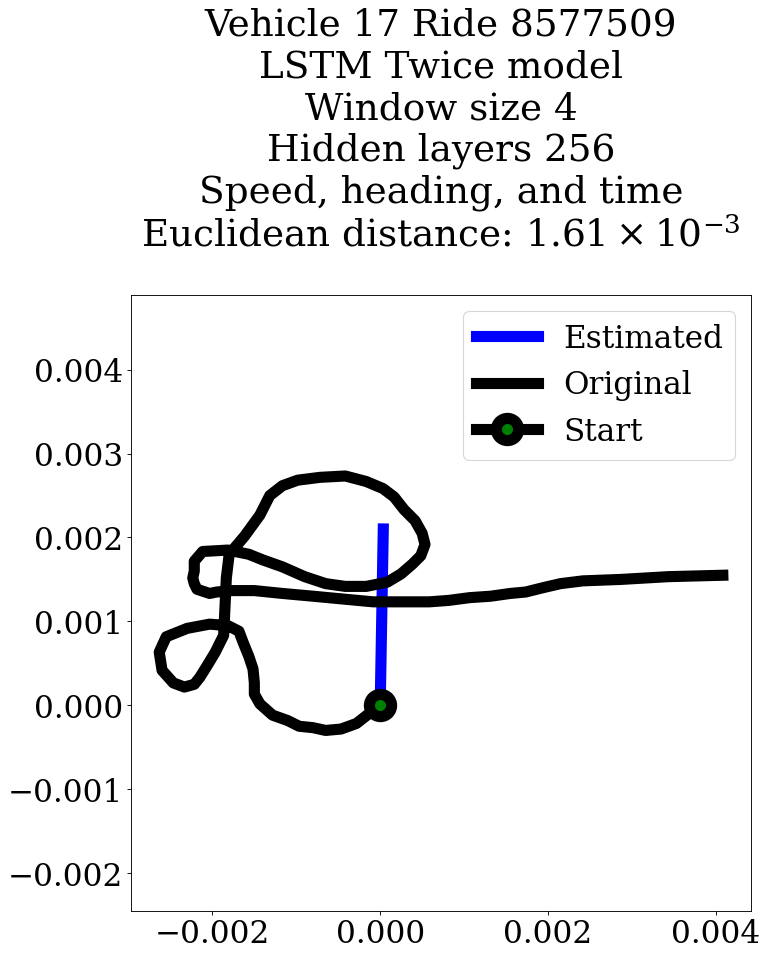 Vehicle 17 Ride 8577509
LSTM Twice model
Window size 4
Hidden layers 256
Speed, heading, and time
Euclidean distance: 1.61 × 10⁻³
Estimated
Original
Start
0.004
0.003
0.002
0.001
0.000
−0.001
−0.002
−0.002 0.000 0.002 0.004